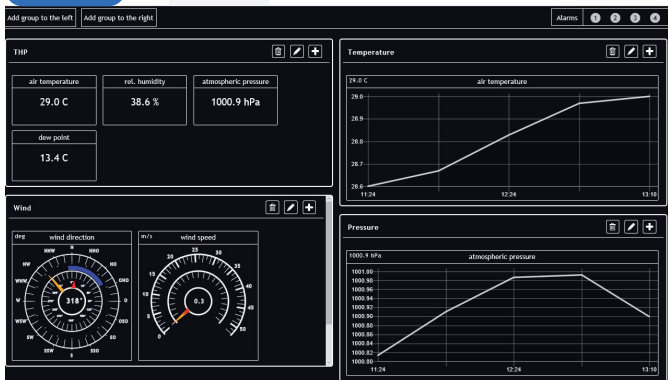 Add group to the left
Add group to the right
Alarms 1 2 3 4
THP
air temperature
29.0 C
rel. humidity
38.6 %
atmospheric pressure
1000.9 hPa
dew point
13.4 C
Temperature
29.0 C
air temperature
29.0
28.9
28.8
28.7
28.6
11:24 12:24 13:10
Wind
deg
wind direction
N
NNO
NO
ONO
O
OSO
SO
SSO
S
SSW
SW
WSW
W
WNW
NW
NNW
318°
m/s
wind speed
0
5
10
15
20
25
30
35
40
45
50
0.3
Pressure
1000.9 hPa
atmospheric pressure
1001.00
1000.98
1000.96
1000.94
1000.92
1000.90
1000.88
1000.86
1000.84
1000.82
1000.80
11:24 12:24 13:10